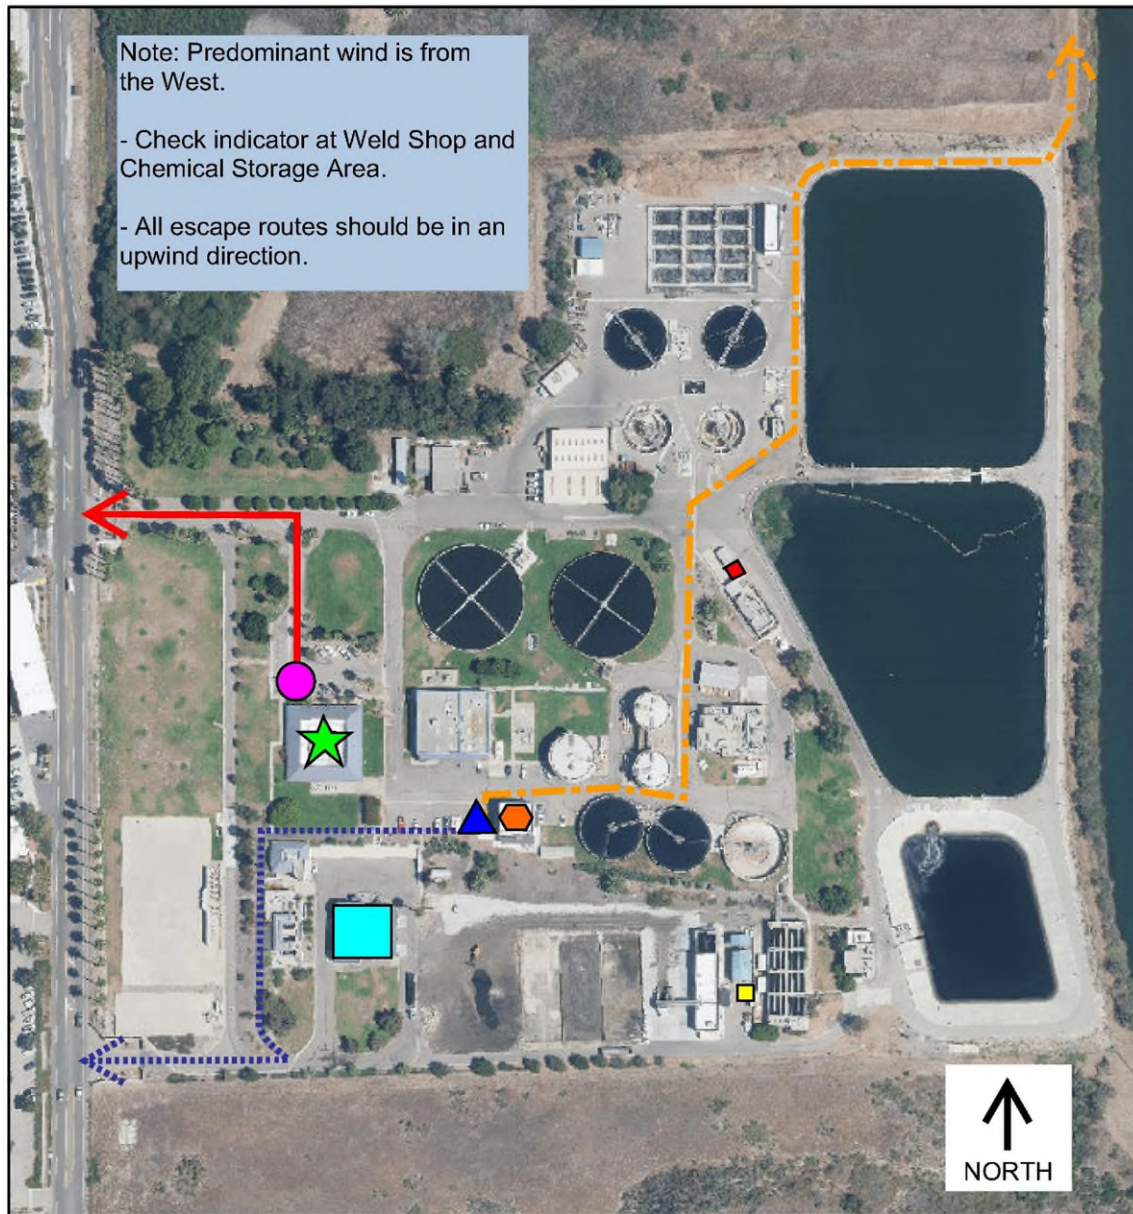 Note: Predominant wind is from
the West.
- Check indicator at Weld Shop and
Chemical Storage Area.
- All escape routes should be in an
upwind direction.
NORTH